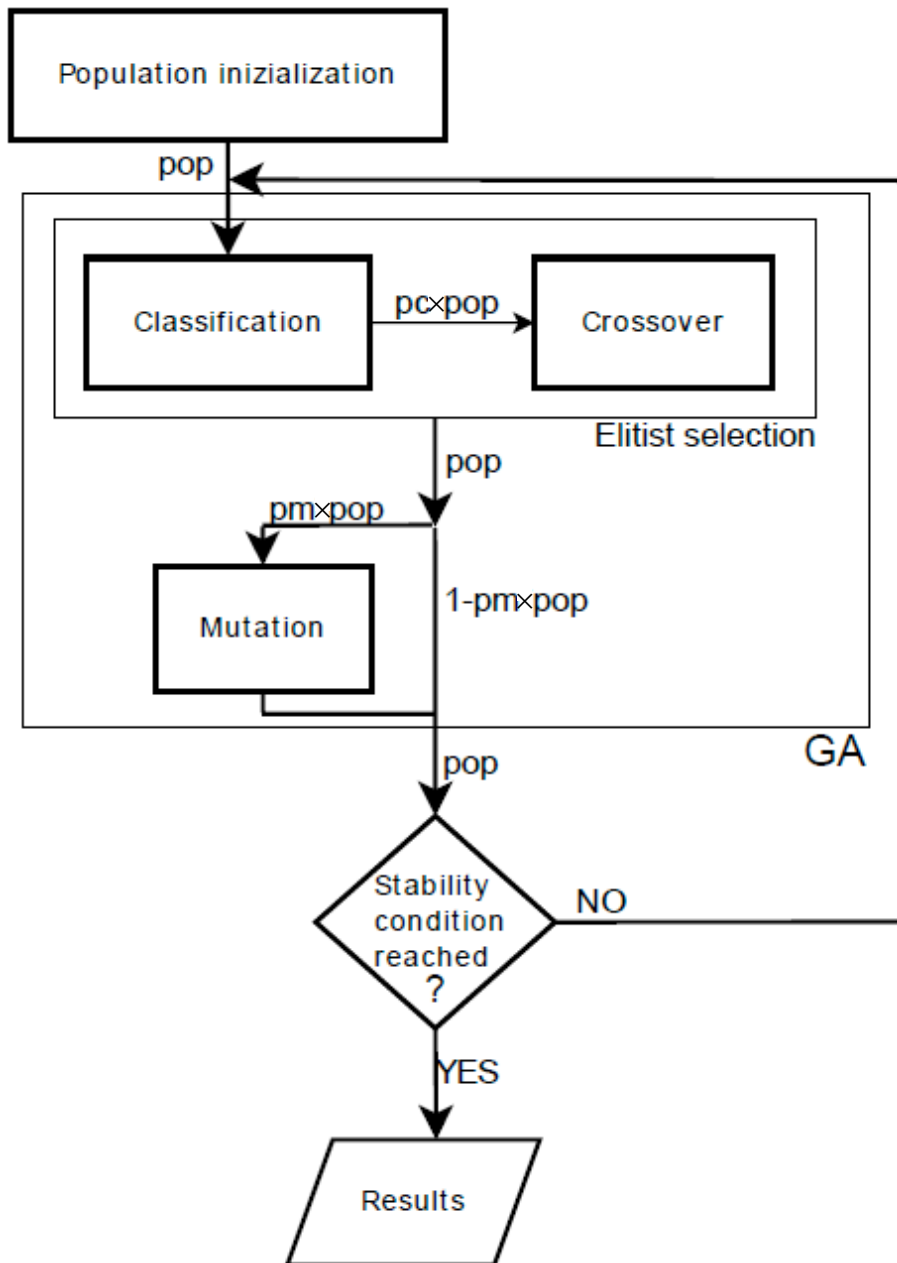 Population inizialization
pop
Classification
pc×pop
Crossover
Elitist selection
pop
pm×pop
1-pm×pop
Mutation
GA
pop
Stability
condition
reached
?
NO
YES
Results